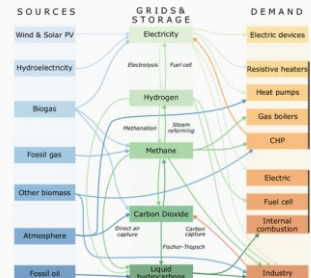 SOURCES
GRIDS &
STORAGE
DEMAND
Wind & Solar PV
Electricity
Electric devices
Hydroelectricity
Electrolysis
Fuel cell
Resistive heaters
Heat pumps
Biogas
Hydrogen
Gas boilers
Methanation
Steam
reforming
CHP
Fossil gas
Methane
Electric
Other biomass
Fuel cell
Carbon Dioxide
Internal
combustion
Atmosphere
Direct air
capture
Carbon
capture
Fischer-Tropsch
Fossil oil
Liquid
hydrocarbons
Industry